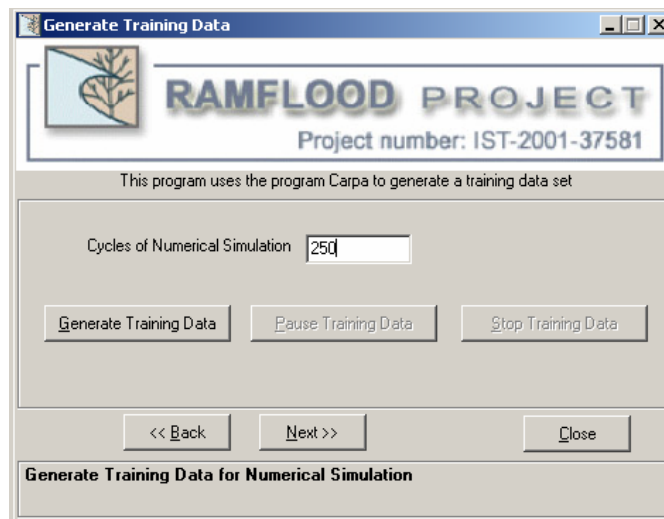 Generate Training Data
RAMFLOOD PROJECT
Project number: IST-2001-37581
This program uses the program Carpa to generate a training data set
Cycles of Numerical Simulation 250
Generate Training Data Pause Training Data Stop Training Data
<< Back Next >> Close
Generate Training Data for Numerical Simulation